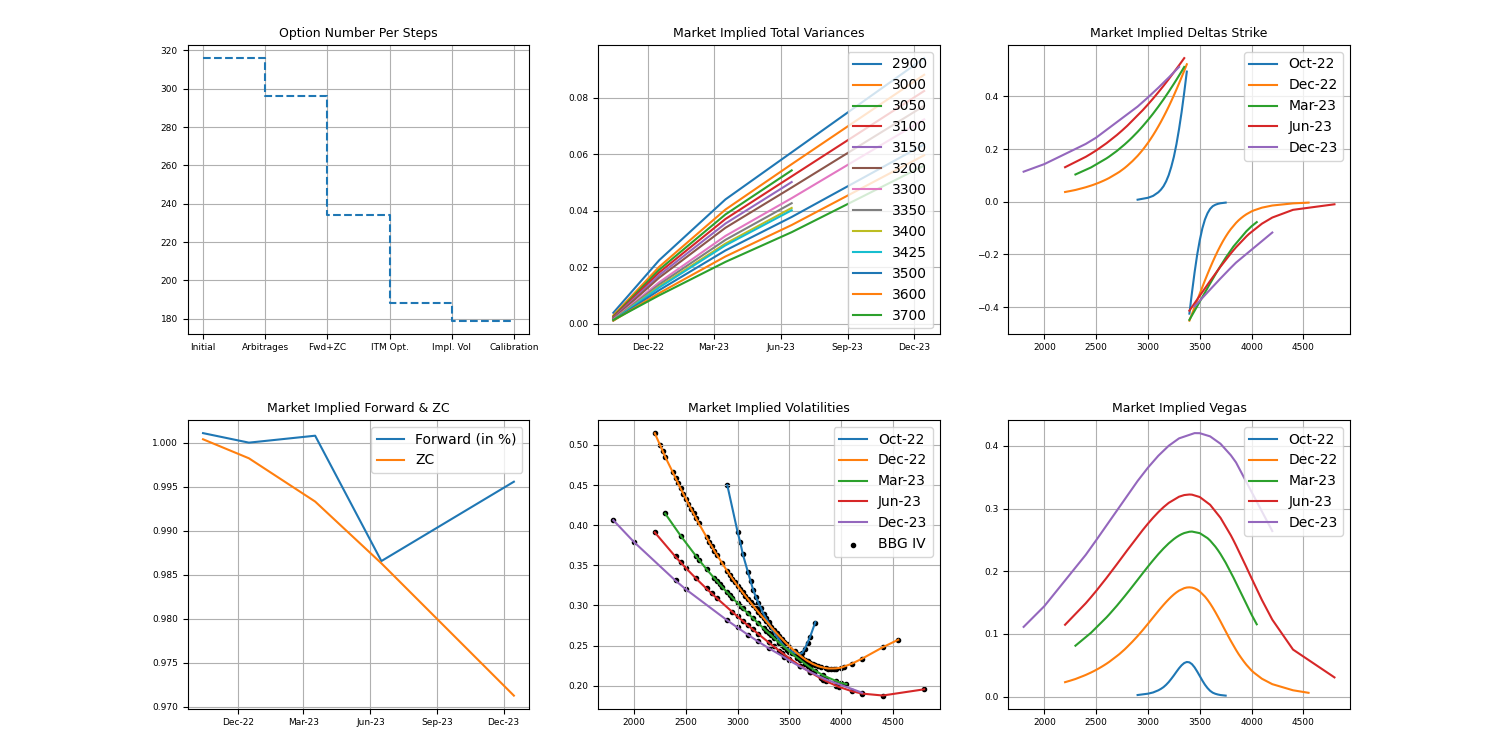 Option Number Per Steps
320
300
280
260
240
220
200
180
Initial Arbitrages Fwd+ZC ITM Opt. Impl. Vol Calibration
Market Implied Total Variances
0.08
0.06
0.04
0.02
0.00
Dec-22 Mar-23 Jun-23 Sep-23 Dec-23
2900
3000
3050
3100
3150
3200
3300
3350
3400
3425
3500
3600
3700
Market Implied Deltas Strike
0.4
0.2
0.0
−0.2
−0.4
2000 2500 3000 3500 4000 4500
Oct-22
Dec-22
Mar-23
Jun-23
Dec-23
Market Implied Forward & ZC
1.000
0.995
0.990
0.985
0.980
0.975
0.970
Dec-22 Mar-23 Jun-23 Sep-23 Dec-23
Forward (in %)
ZC
Market Implied Volatilities
0.50
0.45
0.40
0.35
0.30
0.25
0.20
2000 2500 3000 3500 4000 4500
Oct-22
Dec-22
Mar-23
Jun-23
Dec-23
BBG IV
Market Implied Vegas
0.4
0.3
0.2
0.1
0.0
2000 2500 3000 3500 4000 4500
Oct-22
Dec-22
Mar-23
Jun-23
Dec-23